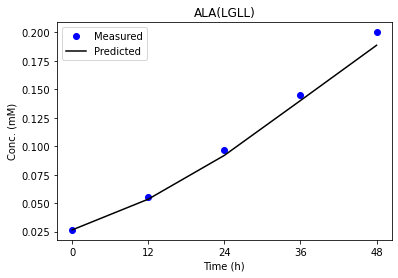 ALA(LGLL)
Measured
Predicted
Conc. (mM)
0.200
0.175
0.150
0.125
0.100
0.075
0.050
0.025
0 12 24 36 48
Time (h)